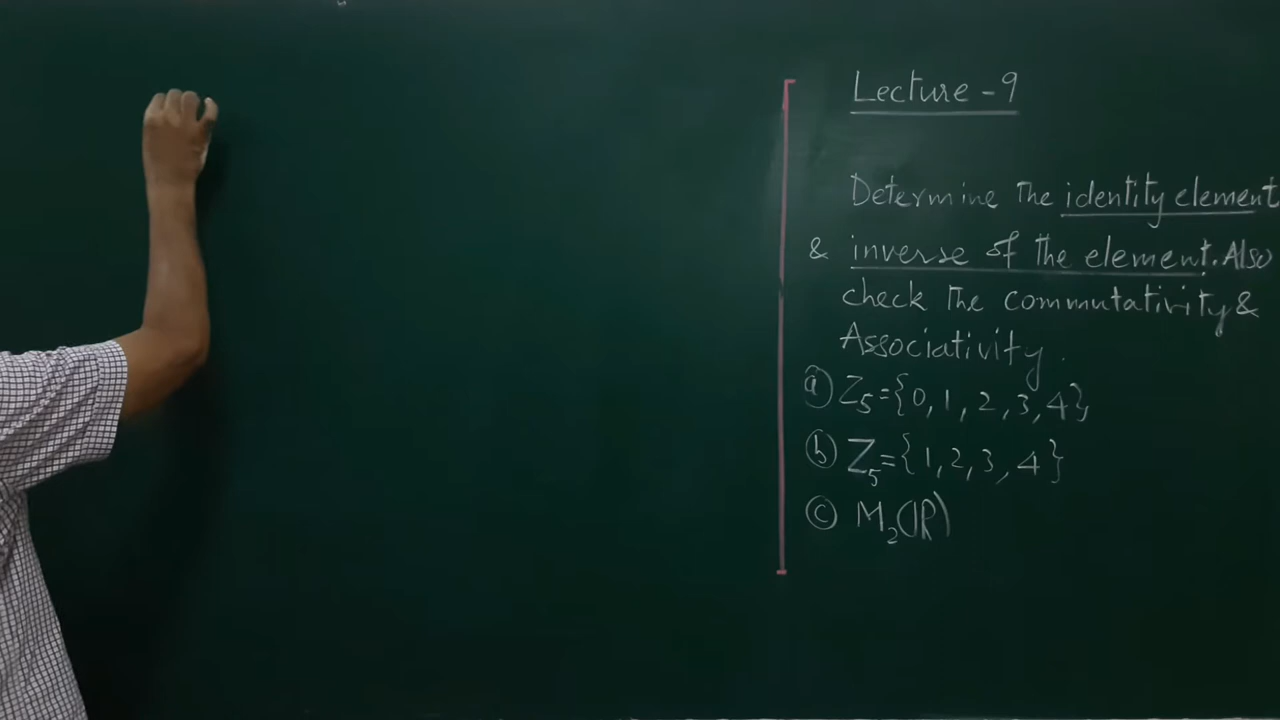 Lecture - 9
Determine the identity element
& inverse of the element. Also
check the commutativity &
Associativity.
ⓐ Z₅={0,1,2,3,4},
ⓑ Z₅={1,2,3,4}
ⓒ M₂(ℝ)